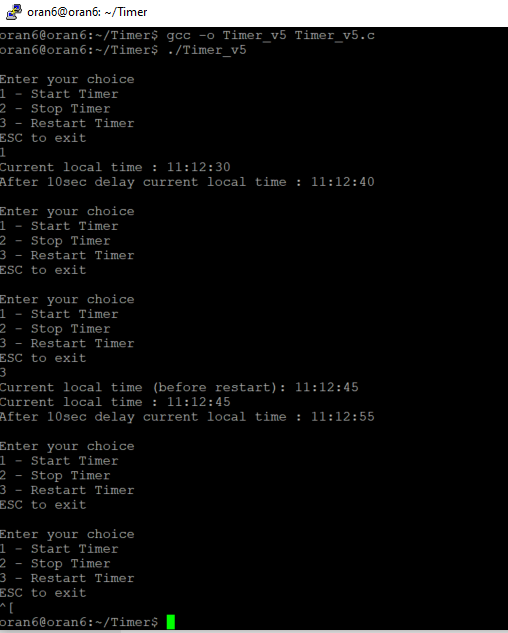 oran6@oran6: ~/Timer
oran6@oran6:~/Timer$ gcc -o Timer_v5 Timer_v5.c
oran6@oran6:~/Timer$ ./Timer_v5
Enter your choice
1 - Start Timer
2 - Stop Timer
3 - Restart Timer
ESC to exit
1
Current local time : 11:12:30
After 10sec delay current local time : 11:12:40
Enter your choice
1 - Start Timer
2 - Stop Timer
3 - Restart Timer
ESC to exit
Enter your choice
1 - Start Timer
2 - Stop Timer
3 - Restart Timer
ESC to exit
3
Current local time (before restart): 11:12:45
Current local time : 11:12:45
After 10sec delay current local time : 11:12:55
Enter your choice
1 - Start Timer
2 - Stop Timer
3 - Restart Timer
ESC to exit
Enter your choice
1 - Start Timer
2 - Stop Timer
3 - Restart Timer
ESC to exit
^[
oran6@oran6:~/Timer$